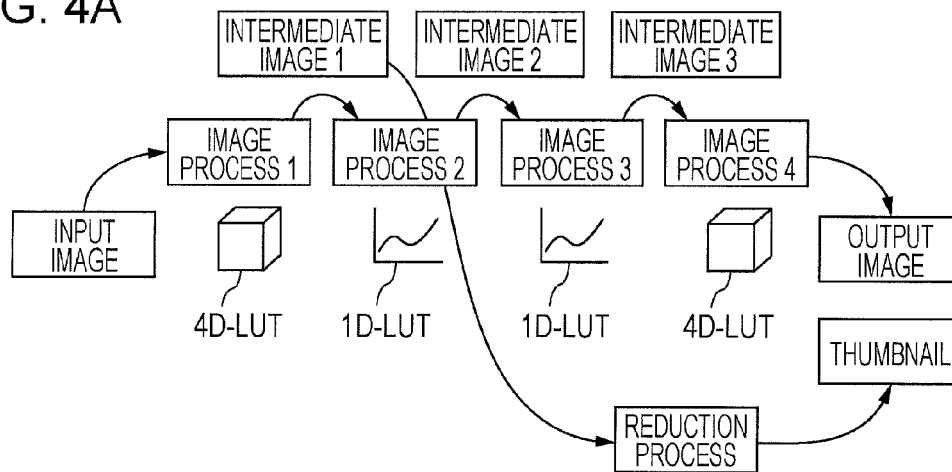 G. 4A
INTERMEDIATE
IMAGE 1
INTERMEDIATE
IMAGE 2
INTERMEDIATE
IMAGE 3
IMAGE
PROCESS 1
IMAGE
PROCESS 2
IMAGE
PROCESS 3
IMAGE
PROCESS 4
INPUT
IMAGE
OUTPUT
IMAGE
4D-LUT
1D-LUT
1D-LUT
4D-LUT
THUMBNAIL
REDUCTION
PROCESS